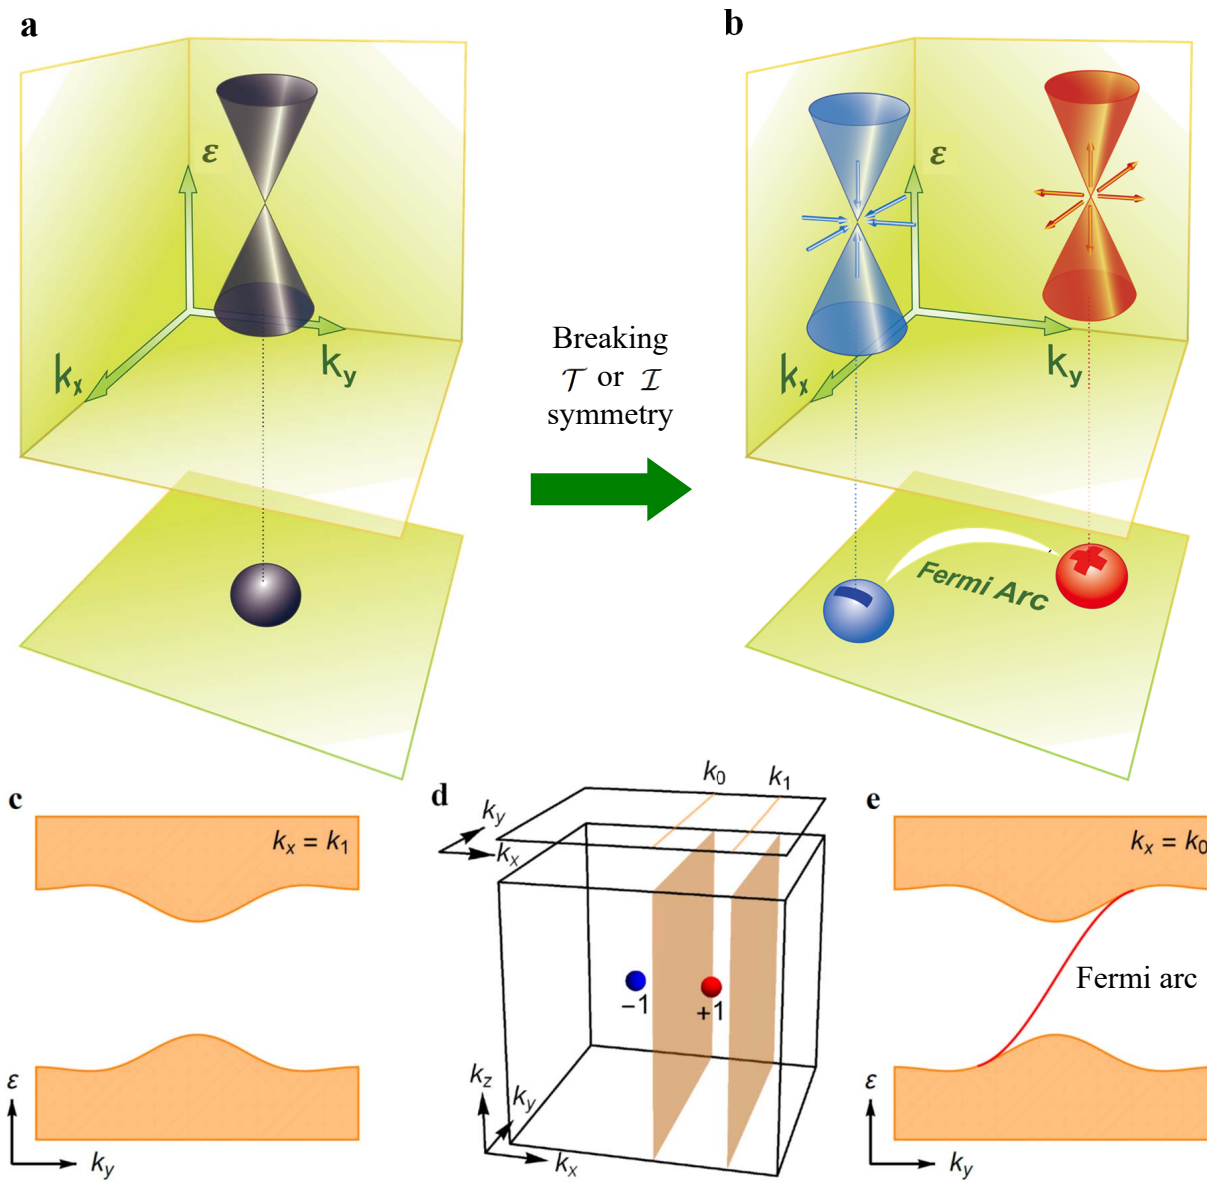 a
b
ε
kx
ky
Breaking
𝒯 or ℐ
symmetry
ε
kx
ky
Fermi Arc
c
kx = k1
ε
ky
d
k0
k1
ky
kx
−1
+1
kz
ky
kx
e
kx = k0
Fermi arc
ε
ky